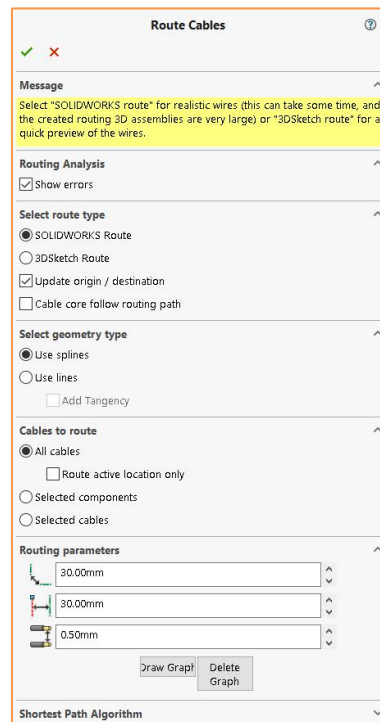 Route Cables
Message
Select "SOLIDWORKS route" for realistic wires (this can take some time, and
the created routing 3D assemblies are very large) or "3DSketch route" for a
quick preview of the wires.
Routing Analysis
Show errors
Select route type
SOLIDWORKS Route
3DSketch Route
Update origin / destination
Cable core follow routing path
Select geometry type
Use splines
Use lines
Add Tangency
Cables to route
All cables
Route active location only
Selected components
Selected cables
Routing parameters
30.00mm
30.00mm
0.50mm
Draw Graph Delete
Graph
Shortest Path Algorithm